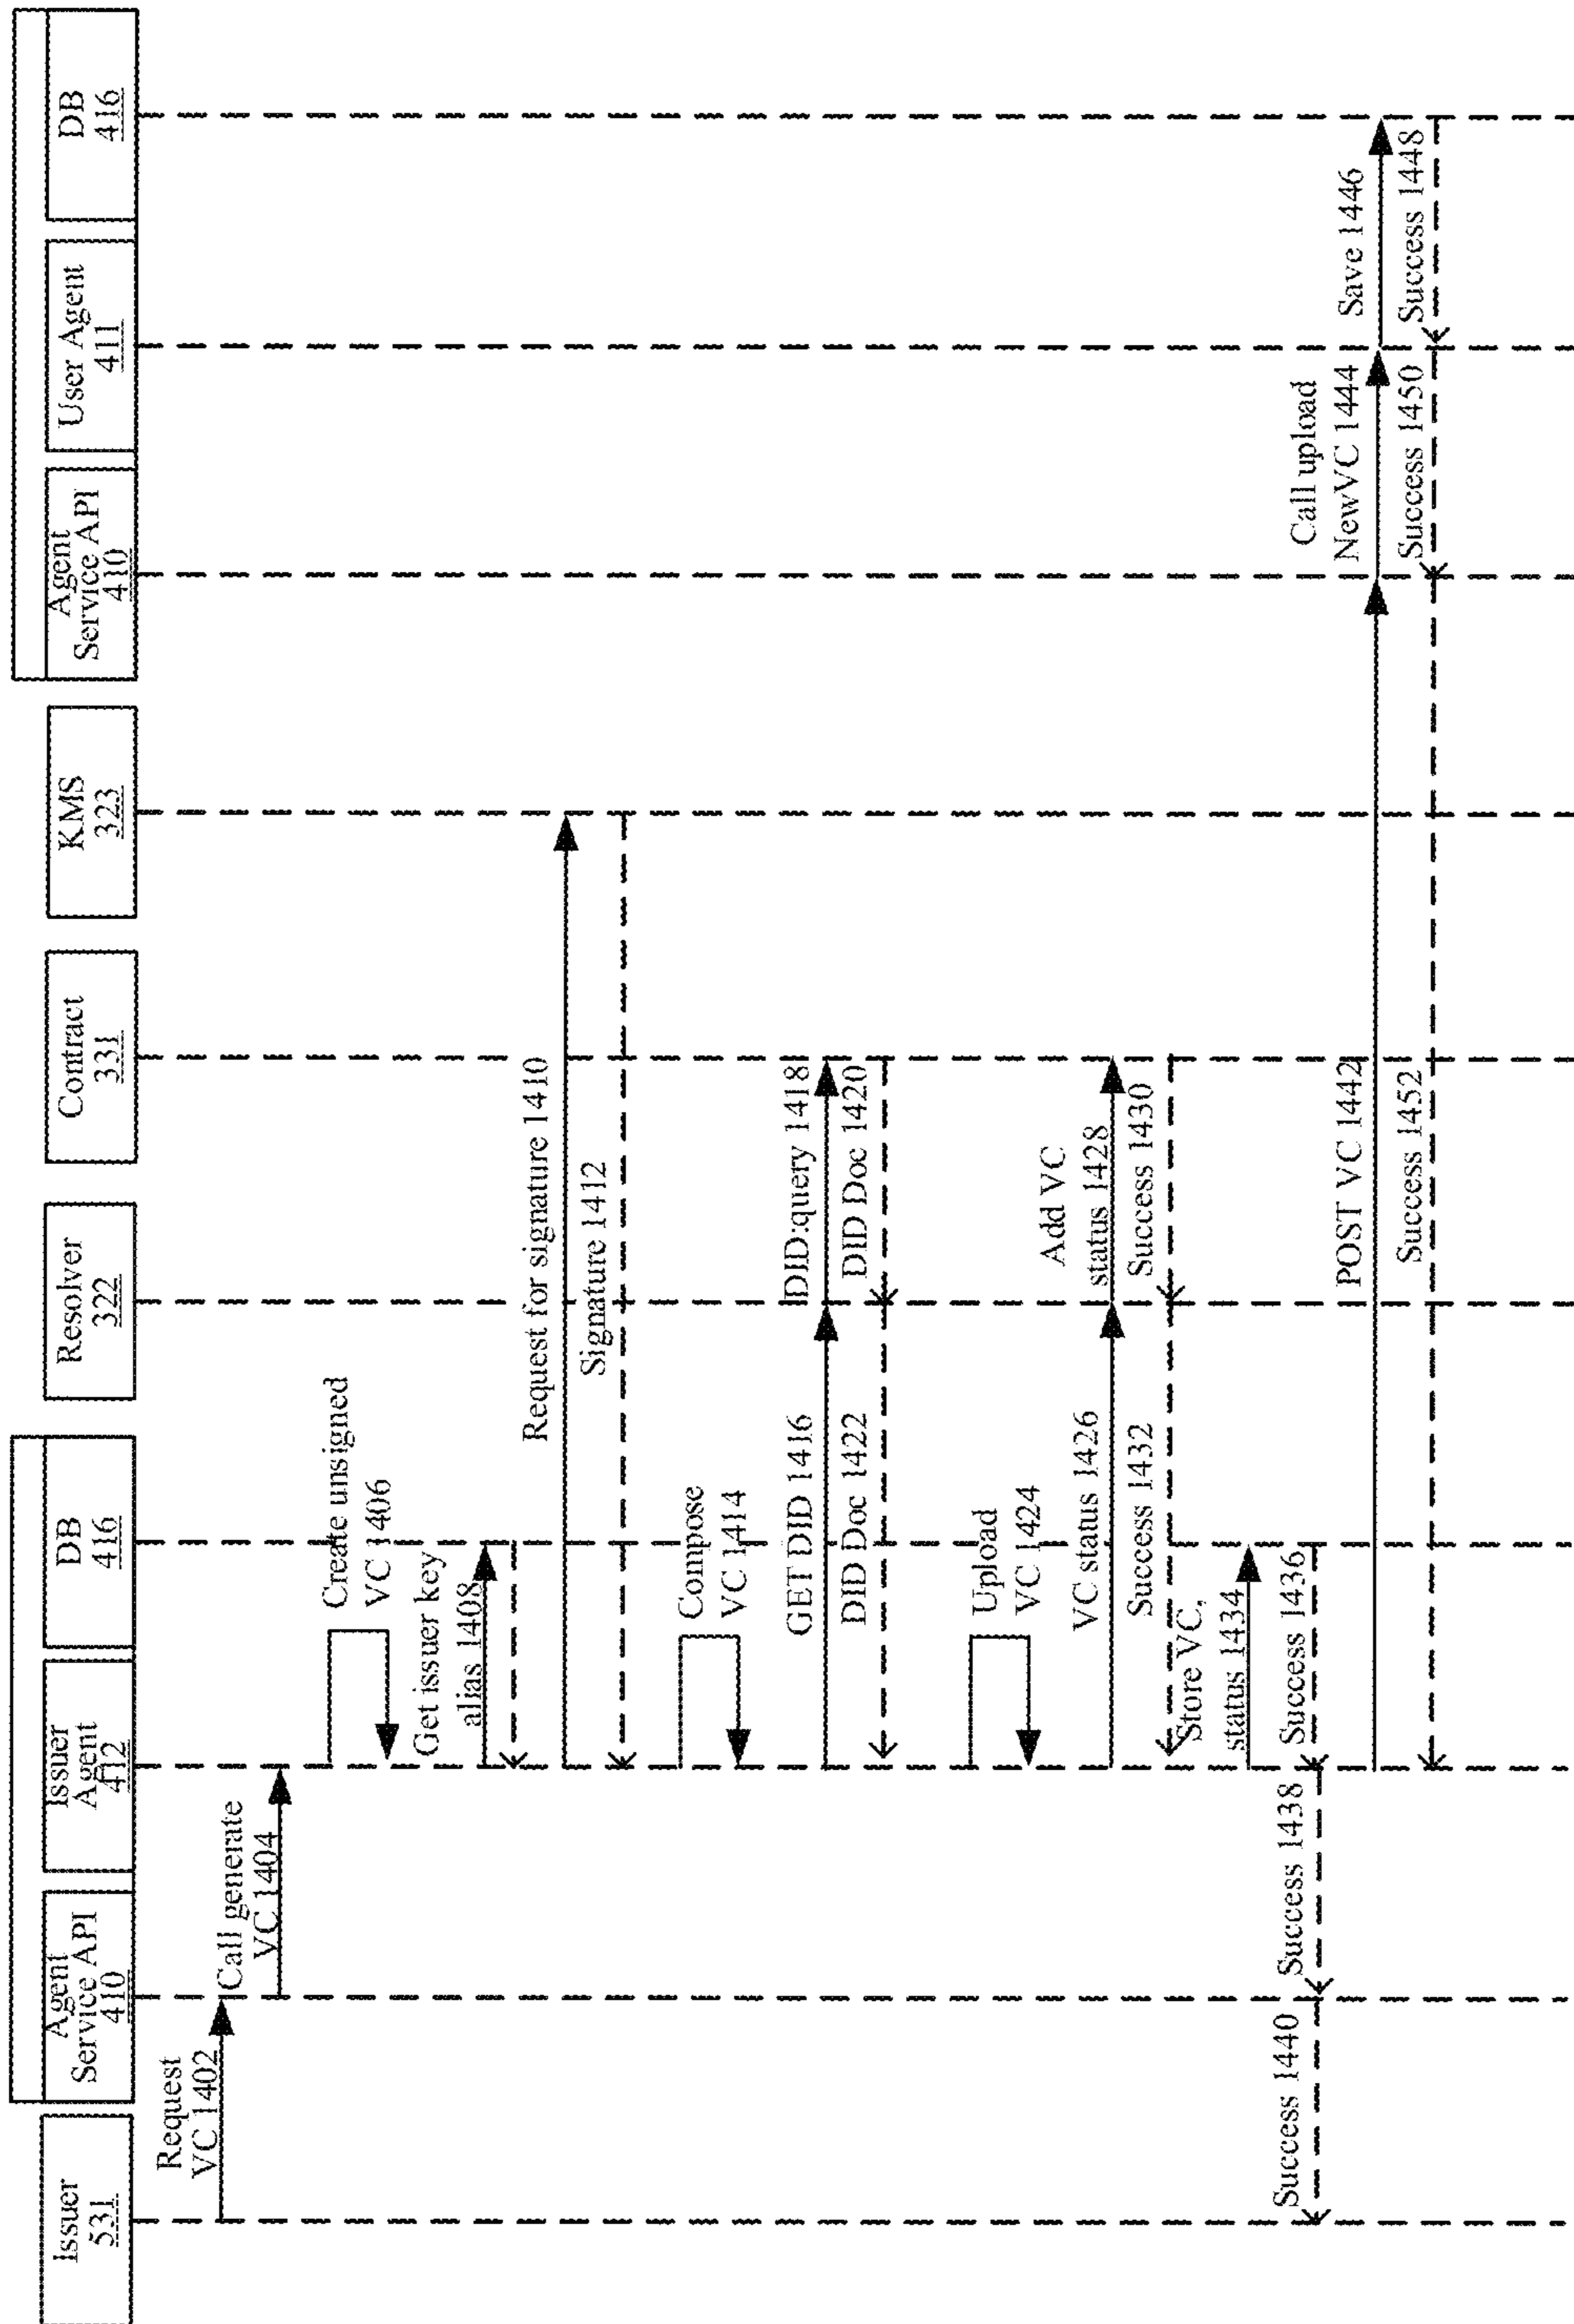 Issuer
531
Agent
Service API
410
Issuer
Agent
412
DB
416
Resolver
322
Contract
331
KMS
323
Agent
Service API
410
User Agent
411
DB
416
Request
VC 1402
Call generate
VC 1404
Create unsigned
VC 1406
Get issuer key
alias 1408
Request for signature 1410
Signature 1412
Compose
VC 1414
GET DID 1416
DID:query 1418
DID Doc 1422
DID Doc 1420
Upload
VC 1424
VC status 1426
Add VC
status 1428
Success 1432
Success 1430
Store VC,
status 1434
Success 1436
Success 1438
Success 1440
POST VC 1442
Call upload
NewVC 1444
Save 1446
Success 1452
Success 1450
Success 1448